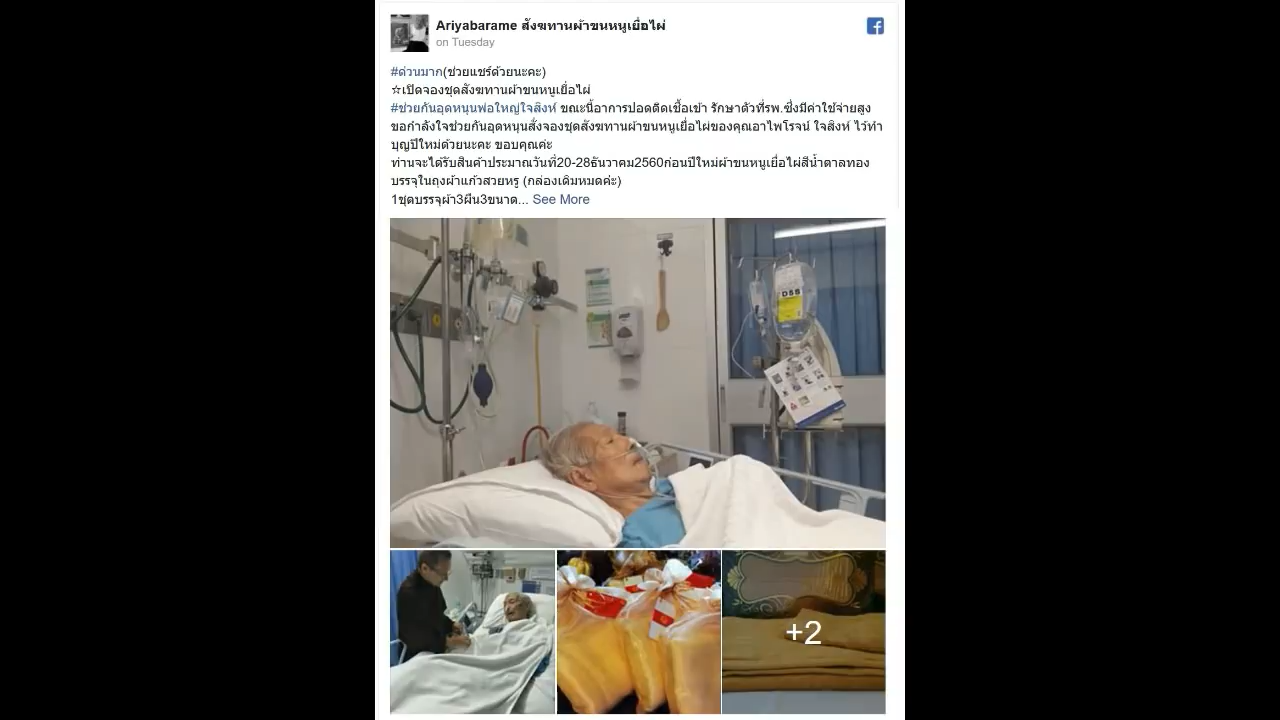 Ariyabarame สังฆทานผ้าขนหนูเยื่อไผ่
on Tuesday
#ด่วนมาก(ช่วยแชร์ด้วยนะคะ)
☆เปิดจองชุดสังฆทานผ้าขนหนูเยื่อไผ่
#ช่วยกันอุดหนุนพ่อใหญ่ใจสิงห์ ขณะนี้อาการปอดติดเชื้อเข้า รักษาตัวที่รพ.ซึ่งมีค่าใช้จ่ายสูง
ขอกำลังใจช่วยกันอุดหนุนสั่งจองชุดสังฆทานผ้าขนหนูเยื่อไผ่ของคุณอาไพโรจน์ ใจสิงห์ ไว้ทำ
บุญปีใหม่ด้วยนะคะ ขอบคุณค่ะ
ท่านจะได้รับสินค้าประมาณวันที่20-28ธันวาคม2560ก่อนปีใหม่ผ้าขนหนูเยื่อไผ่สีน้ำตาลทอง
บรรจุในถุงผ้าแก้วสวยหรู (กล่องเดิมหมดค่ะ)
1ชุดบรรจุผ้า3ผืน3ขนาด... See More
D5S
+2